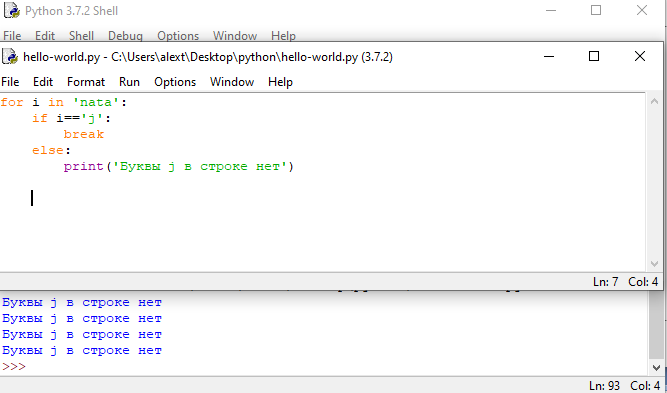 Python 3.7.2 Shell
File Edit Shell Debug Options Window Help
hello-world.py - C:\Users\alext\Desktop\python\hello-world.py (3.7.2)
File Edit Format Run Options Window Help
for i in 'nata':
    if i=='j':
        break
    else:
        print('Буквы j в строке нет')
Ln: 7 Col: 4
Буквы j в строке нет
Буквы j в строке нет
Буквы j в строке нет
Буквы j в строке нет
>>>
Ln: 93 Col: 4